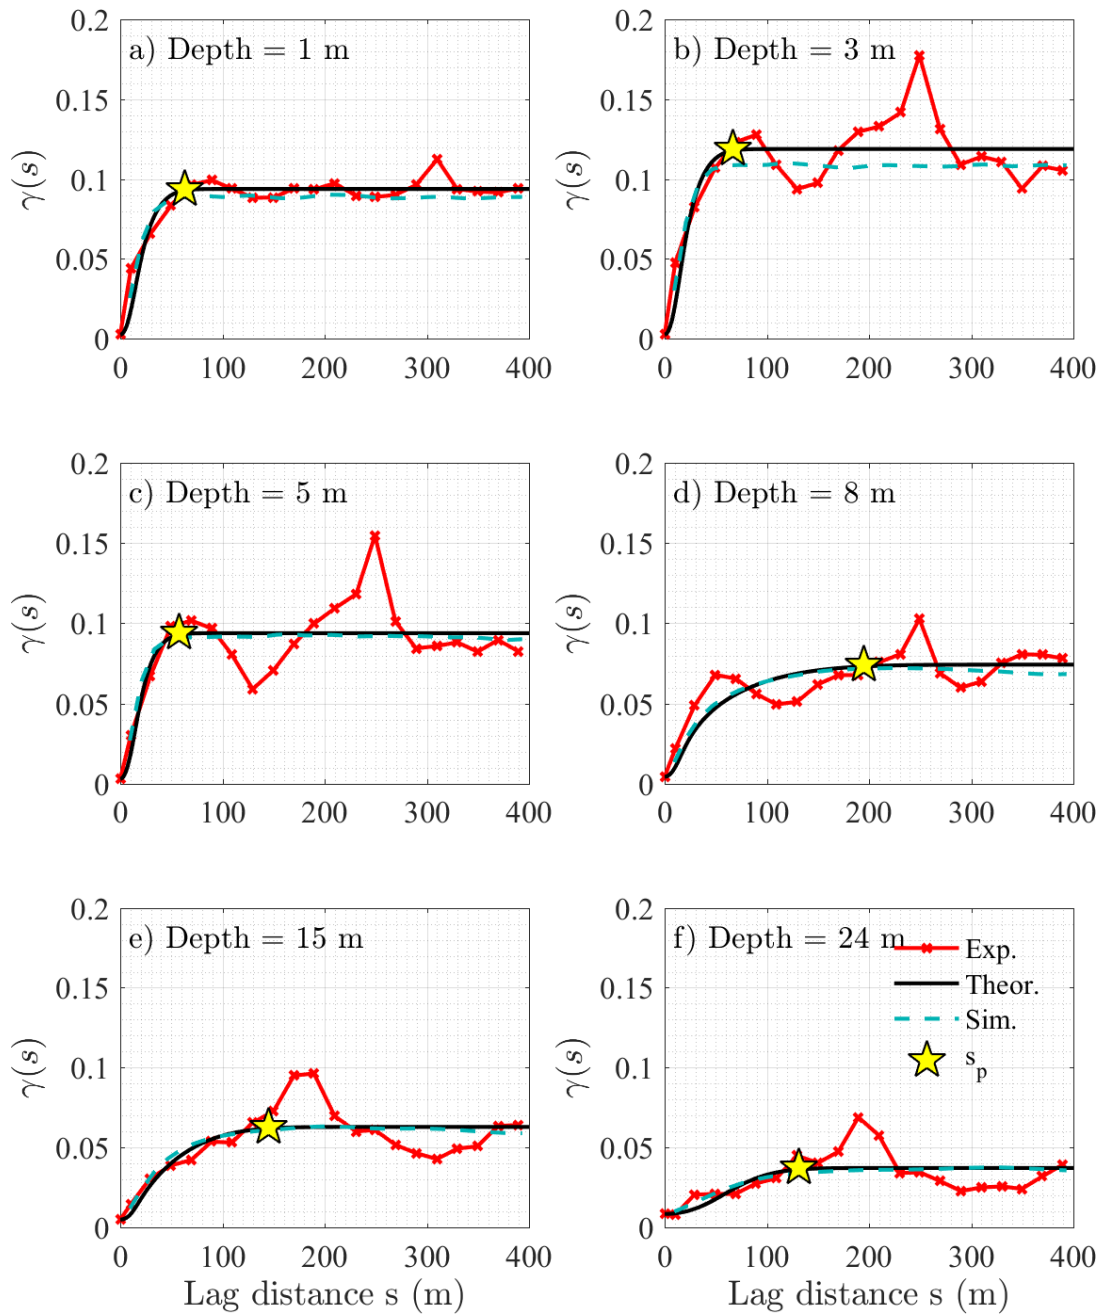 a) Depth = 1 m
0.2
0.15
0.1
0.05
0
γ(s)
0 100 200 300 400
b) Depth = 3 m
0.2
0.15
0.1
0.05
0
γ(s)
0 100 200 300 400
c) Depth = 5 m
0.2
0.15
0.1
0.05
0
γ(s)
0 100 200 300 400
d) Depth = 8 m
0.2
0.15
0.1
0.05
0
γ(s)
0 100 200 300 400
e) Depth = 15 m
0.2
0.15
0.1
0.05
0
γ(s)
0 100 200 300 400
Lag distance s (m)
f) Depth = 24 m
0.2
0.15
0.1
0.05
0
γ(s)
Exp.
Theor.
Sim.
s_p
0 100 200 300 400
Lag distance s (m)